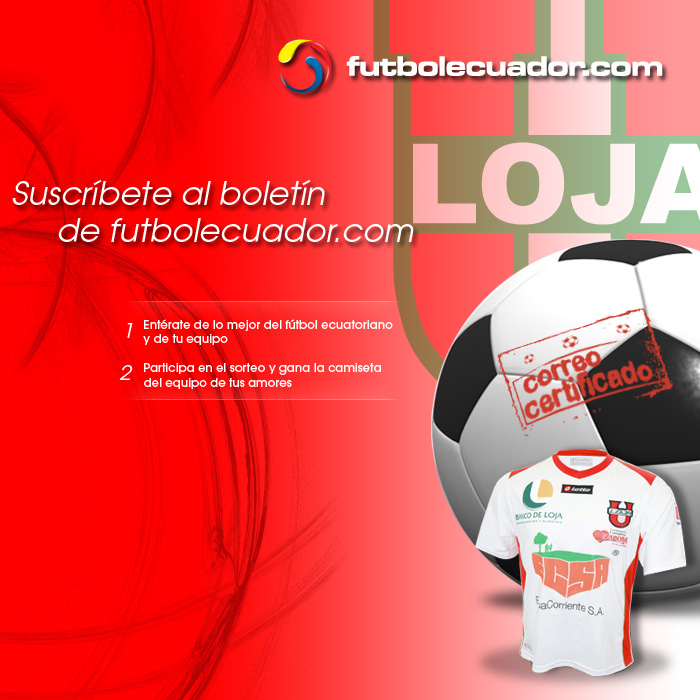 futbolecuador.com
LOJA
Suscríbete al boletín
de futbolecuador.com
1 Entérate de lo mejor del fútbol ecuatoriano
y de tu equipo
2 Participa en el sorteo y gana la camiseta
del equipo de tus amores
correo
certificado
lotto
BANCO DE LOJA
ECSA
CORRIENTE S.A.